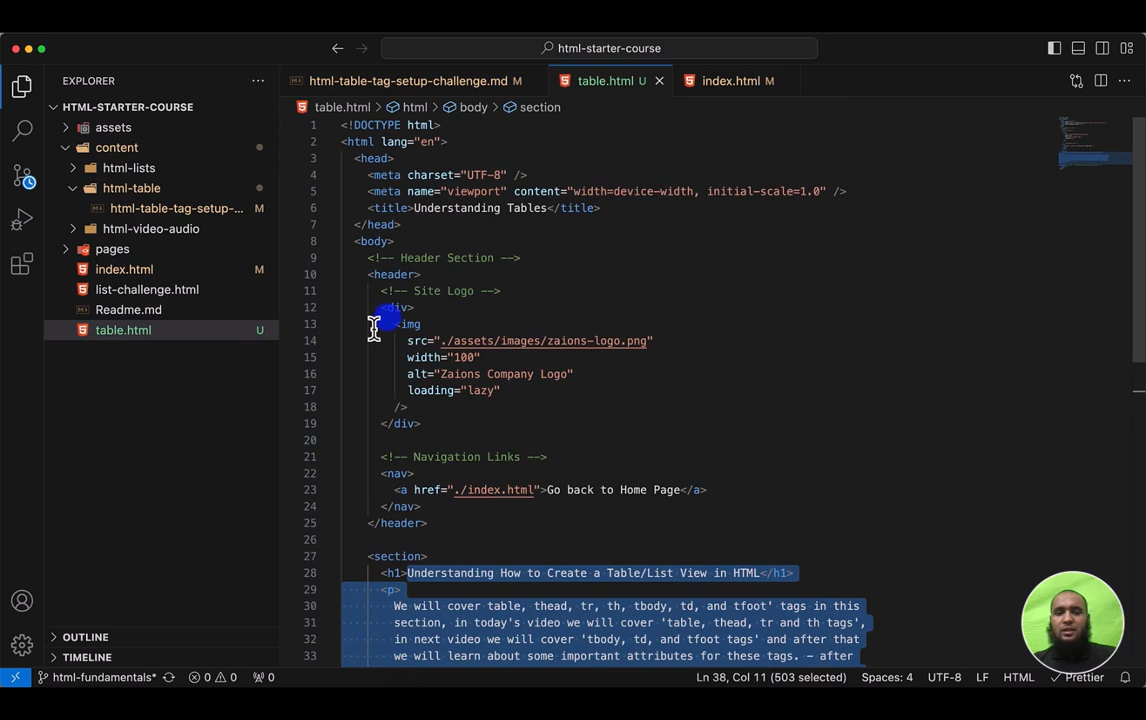 html-starter-course
EXPLORER
html-table-tag-setup-challenge.md M
table.html U
index.html M
HTML-STARTER-COURSE
table.html > html > body > section
assets
content
html-lists
html-table
html-table-tag-setup-... M
html-video-audio
pages
index.html M
list-challenge.html
Readme.md
table.html U
1 <!DOCTYPE html>
2 <html lang="en">
3 <head>
4 <meta charset="UTF-8" />
5 <meta name="viewport" content="width=device-width, initial-scale=1.0" />
6 <title>Understanding Tables</title>
7 </head>
8 <body>
9 <!-- Header Section -->
10 <header>
11 <!-- Site Logo -->
12 <div>
13 <img
14 src="./assets/images/zaions-logo.png"
15 width="100"
16 alt="Zaions Company Logo"
17 loading="lazy"
18 />
19 </div>
20
21 <!-- Navigation Links -->
22 <nav>
23 <a href="./index.html">Go back to Home Page</a>
24 </nav>
25 </header>
26
27 <section>
28 <h1>Understanding How to Create a Table/List View in HTML</h1>
29 <p>
30 We will cover table, thead, tr, th, tbody, td, and tfoot' tags in this
31 section, in today's video we will cover 'table, thead, tr and th tags',
32 in next video we will cover 'tbody, td, and tfoot tags' and after that
33 we will learn about some important attributes for these tags. - after
OUTLINE
TIMELINE
html-fundamentals* 0 0 0
Ln 38, Col 11 (503 selected) Spaces: 4 UTF-8 LF HTML Prettier